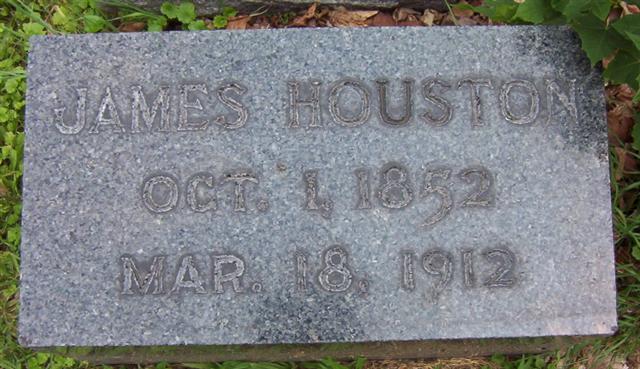 JAMES HOUSTON
OCT. 1, 1852
MAR. 18, 1912